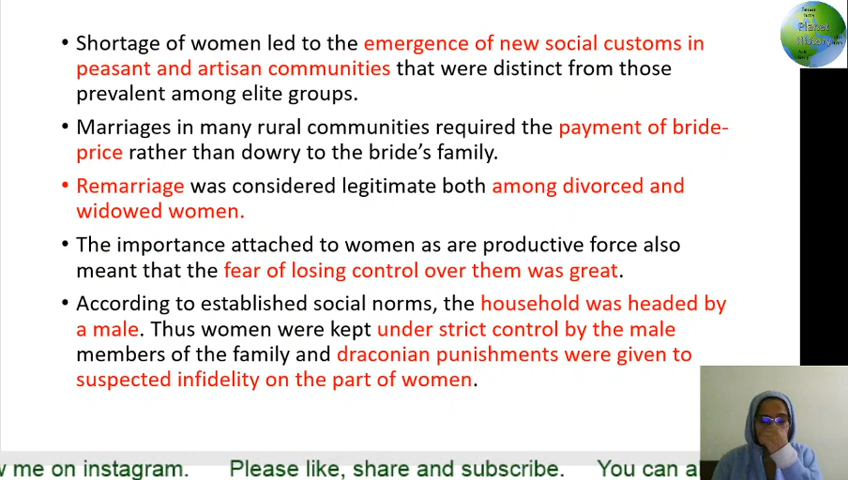 • Shortage of women led to the emergence of new social customs in
peasant and artisan communities that were distinct from those
prevalent among elite groups.
• Marriages in many rural communities required the payment of bride-
price rather than dowry to the bride's family.
• Remarriage was considered legitimate both among divorced and
widowed women.
• The importance attached to women as are productive force also
meant that the fear of losing control over them was great.
• According to established social norms, the household was headed by
a male. Thus women were kept under strict control by the male
members of the family and draconian punishments were given to
suspected infidelity on the part of women.
Planet
History
w me on instagram. Please like, share and subscribe. You can a